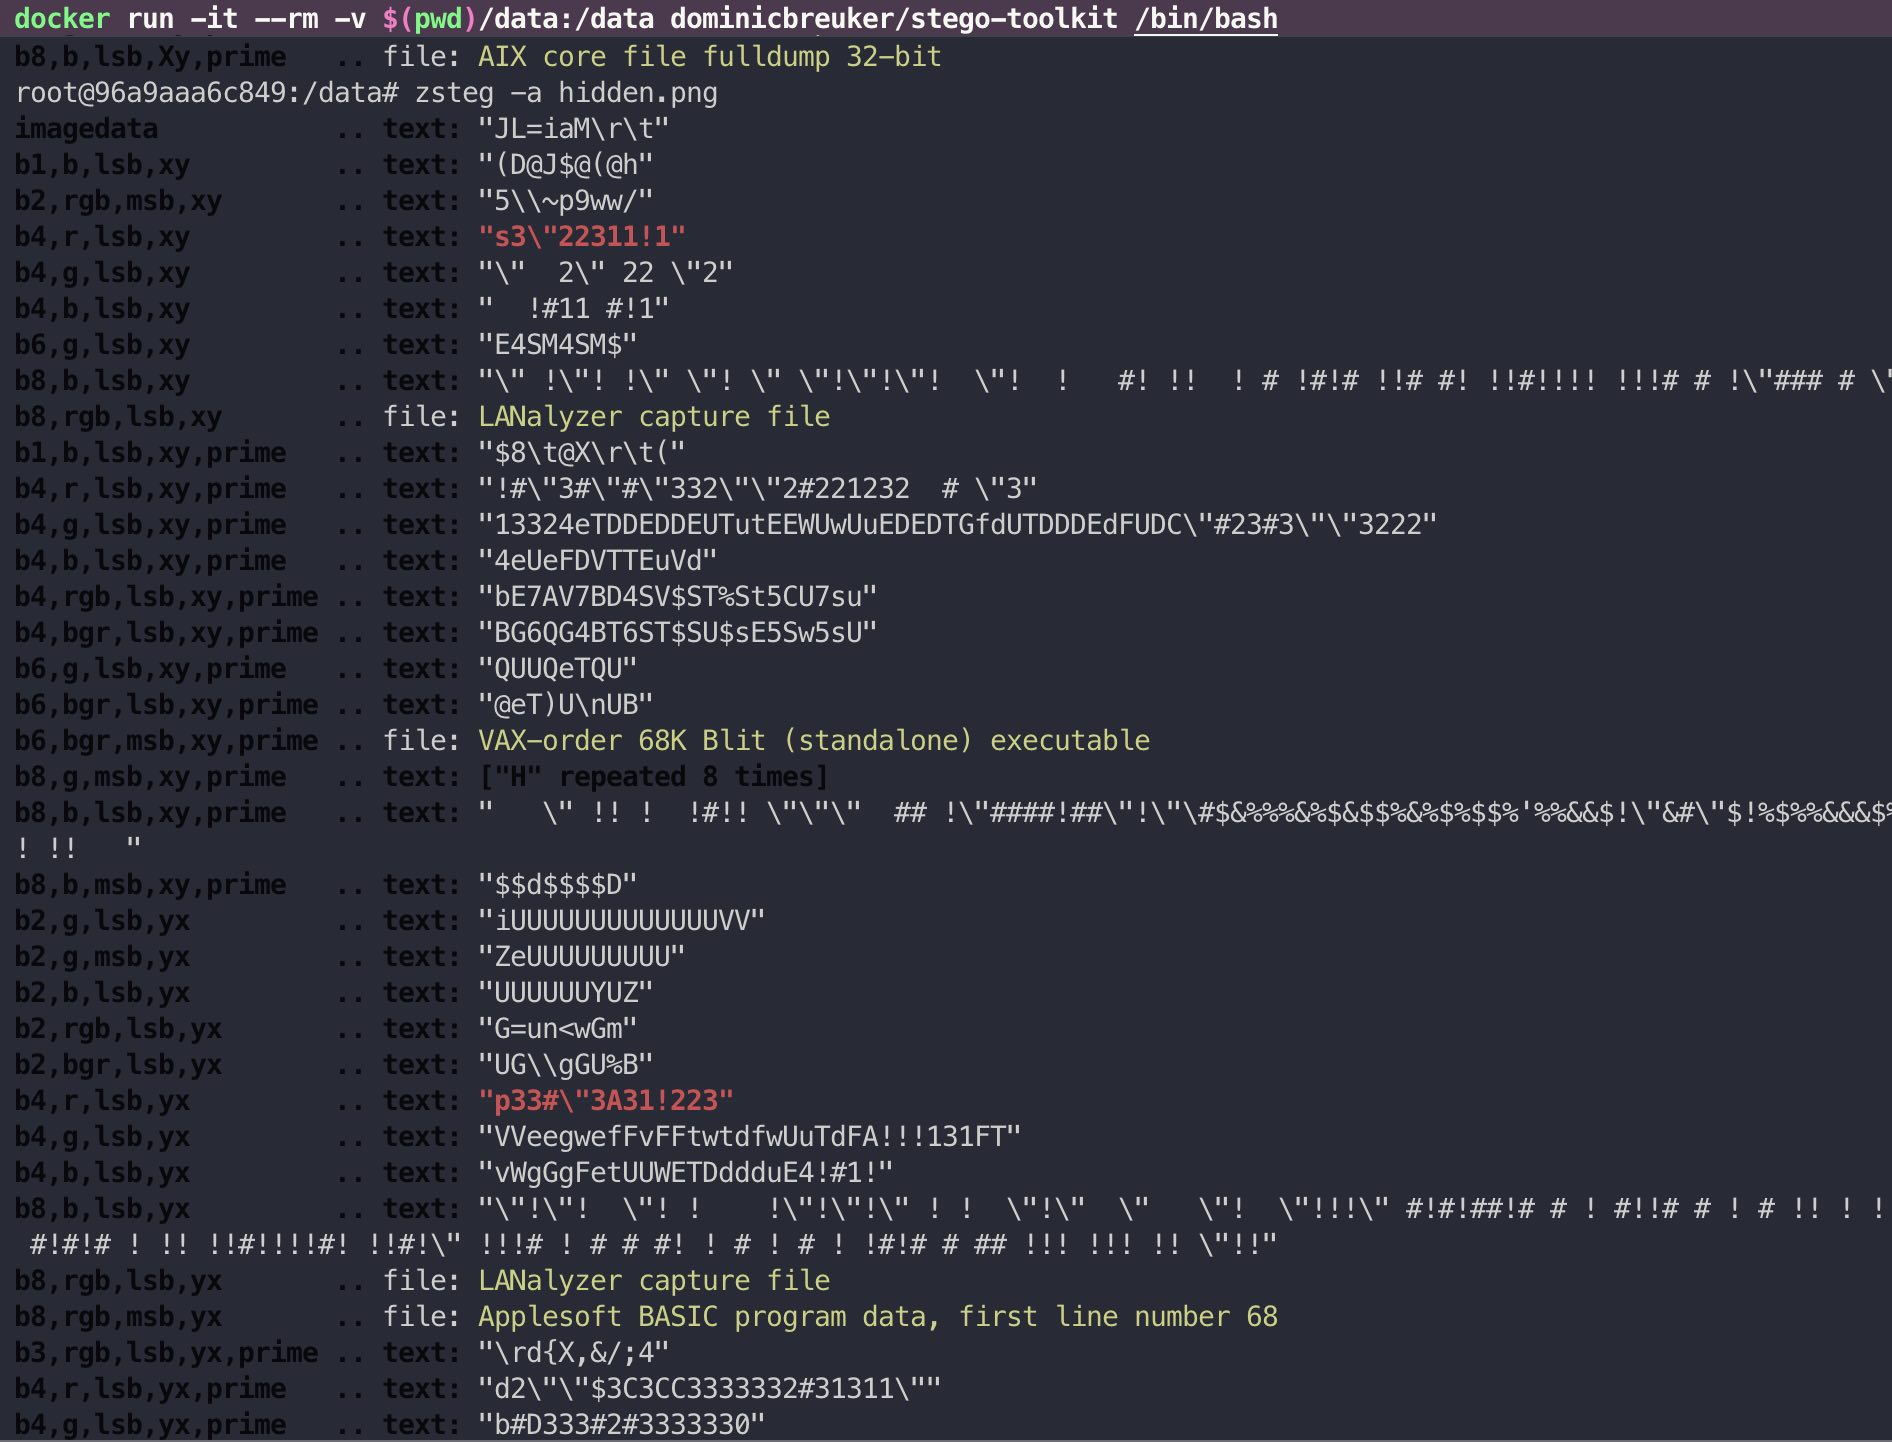 docker run -it --rm -v $(pwd)/data:/data dominicbreuker/stego-toolkit /bin/bash
b8,b,lsb,Xy,prime   .. file: AIX core file fulldump 32-bit
root@96a9aaa6c849:/data# zsteg -a hidden.png
imagedata           .. text: "JL=iaM\r\t"
b1,b,lsb,xy         .. text: "(D@J$@(@h"
b2,rgb,msb,xy       .. text: "5\\~p9ww/"
b4,r,lsb,xy         .. text: "s3\"22311!1"
b4,g,lsb,xy         .. text: "\"  2\" 22 \"2"
b4,b,lsb,xy         .. text: "  !#11 #!1"
b6,g,lsb,xy         .. text: "E4SM4SM$"
b8,b,lsb,xy         .. text: "\" !\"! !\" \"! \" \"!\"!\"!  \"!  !   #! !!  ! # !#!# !!# #! !!#!!!! !!!# # !\"### # \"
b8,rgb,lsb,xy       .. file: LANalyzer capture file
b1,b,lsb,xy,prime   .. text: "$8\t@X\r\t("
b4,r,lsb,xy,prime   .. text: "!#\"3#\"#\"332\"\"2#221232  # \"3"
b4,g,lsb,xy,prime   .. text: "13324eTDDEDDEUTutEEWUwUuEDEDTGfdUTDDDEdFUDC\"#23#3\"\"3222"
b4,b,lsb,xy,prime   .. text: "4eUeFDVTTEuVd"
b4,rgb,lsb,xy,prime .. text: "bE7AV7BD4SV$ST%St5CU7su"
b4,bgr,lsb,xy,prime .. text: "BG6QG4BT6ST$SU$sE5Sw5sU"
b6,g,lsb,xy,prime   .. text: "QUUQeTQU"
b6,bgr,lsb,xy,prime .. text: "@eT)U\nUB"
b6,bgr,msb,xy,prime .. file: VAX-order 68K Blit (standalone) executable
b8,g,msb,xy,prime   .. text: ["H" repeated 8 times]
b8,b,lsb,xy,prime   .. text: "   \" !! !  !#!! \"\"\"  ## !\"####!##\"!\"\#$&%%%&%$&$$%&%$%$$%'%%&&$!\"&#\"$!%$%%&&&$%
! !!   "
b8,b,msb,xy,prime   .. text: "$$d$$$$D"
b2,g,lsb,yx         .. text: "iUUUUUUUUUUUUUVV"
b2,g,msb,yx         .. text: "ZeUUUUUUUUU"
b2,b,lsb,yx         .. text: "UUUUUUYUZ"
b2,rgb,lsb,yx       .. text: "G=un<wGm"
b2,bgr,lsb,yx       .. text: "UG\\gGU%B"
b4,r,lsb,yx         .. text: "p33#\"3A31!223"
b4,g,lsb,yx         .. text: "VVeegwefFvFFtwtdfwUuTdFA!!!131FT"
b4,b,lsb,yx         .. text: "vWgGgFetUUWETDddduE4!#1!"
b8,b,lsb,yx         .. text: "\"!\"!  \"! !    !\"!\"!\" ! !  \"!\"  \"   \"!  \"!!!\" #!#!##!# # ! #!!# # ! # !! ! !
 #!#!# ! !! !!#!!!!#! !!#!\" !!!# ! # # #! ! # ! # ! !#!# # ## !!! !!! !! \"!!"
b8,rgb,lsb,yx       .. file: LANalyzer capture file
b8,rgb,msb,yx       .. file: Applesoft BASIC program data, first line number 68
b3,rgb,lsb,yx,prime .. text: "\rd{X,&/;4"
b4,r,lsb,yx,prime   .. text: "d2\"\"$3C3CC3333332#31311\""
b4,g,lsb,yx,prime   .. text: "b#D333#2#3333330"